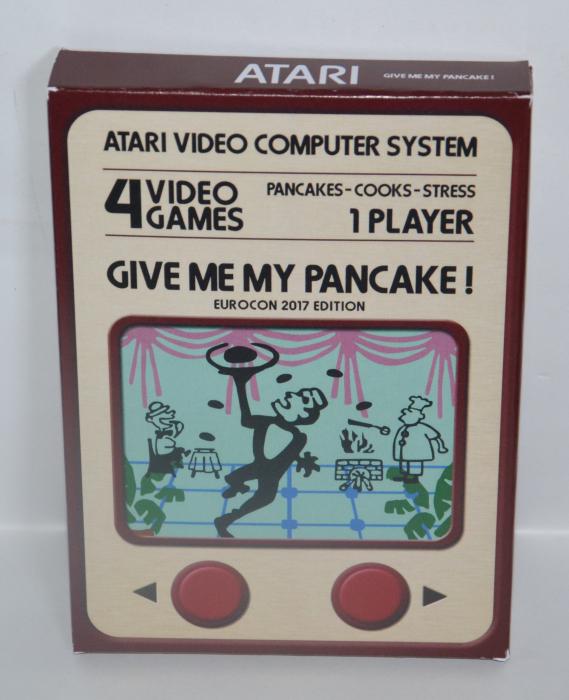 ATARI GIVE ME MY PANCAKE!
ATARI VIDEO COMPUTER SYSTEM
4 VIDEO GAMES
PANCAKES-COOKS-STRESS
1 PLAYER
GIVE ME MY PANCAKE!
EUROCON 2017 EDITION